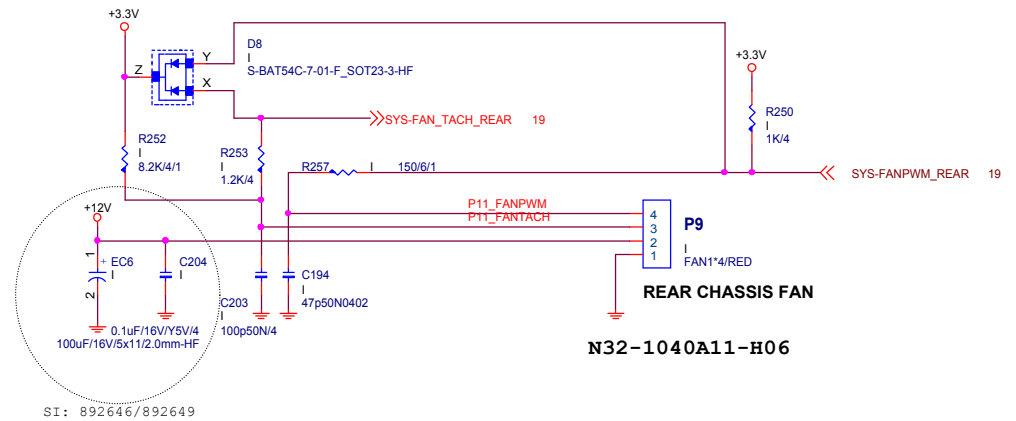 +3.3V
D8
I
S-BAT54C-7-01-F_SOT23-3-HF
Y
Z
X
+3.3V
SYS-FAN_TACH_REAR 19
R250
I
1K/4
R252
I
8.2K/4/1
R253
I
1.2K/4
R257 I 150/6/1
SYS-FANPWM_REAR 19
P11_FANPWM
P11_FANTACH
4
3
2
1
P9
I
FAN1*4/RED
+12V
1
+ EC6
I
2
C204
I
C203
I
100p50N/4
C194
I
47p50N0402
REAR CHASSIS FAN
0.1uF/16V/Y5V/4
100uF/16V/5x11/2.0mm-HF
N32-1040A11-H06
SI: 892646/892649